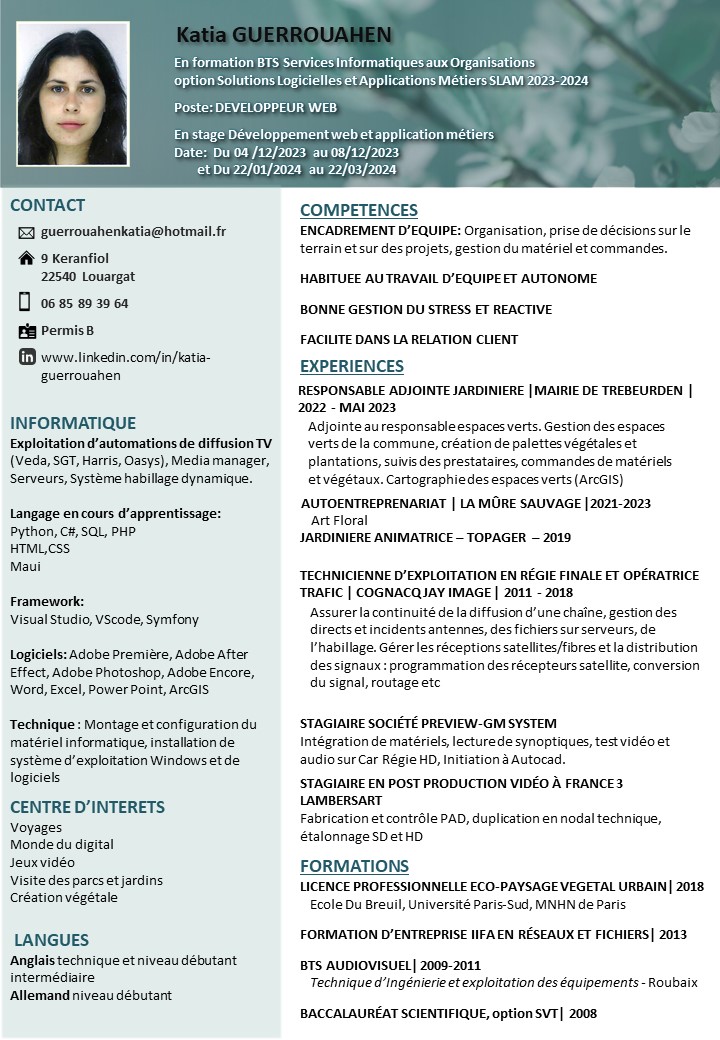 Katia GUERROUAHEN
En formation BTS Services Informatiques aux Organisations
option Solutions Logicielles et Applications Métiers SLAM 2023-2024
Poste: DEVELOPPEUR WEB
En stage Développement web et application métiers
Date: Du 04 /12/2023 au 08/12/2023
et Du 22/01/2024 au 22/03/2024
CONTACT
guerrouahenkatia@hotmail.fr
9 Keranfiol
22540 Louargat
06 85 89 39 64
Permis B
www.linkedin.com/in/katia-
guerrouahen
INFORMATIQUE
Exploitation d'automations de diffusion TV
(Veda, SGT, Harris, Oasys), Media manager,
Serveurs, Système habillage dynamique.
Langage en cours d'apprentissage:
Python, C#, SQL, PHP
HTML,CSS
Maui
Framework:
Visual Studio, VScode, Symfony
Logiciels: Adobe Première, Adobe After
Effect, Adobe Photoshop, Adobe Encore,
Word, Excel, Power Point, ArcGIS
Technique : Montage et configuration du
matériel informatique, installation de
système d'exploitation Windows et de
logiciels
CENTRE D'INTERETS
Voyages
Monde du digital
Jeux vidéo
Visite des parcs et jardins
Création végétale
LANGUES
Anglais technique et niveau débutant
intermédiaire
Allemand niveau débutant
COMPETENCES
ENCADREMENT D'EQUIPE: Organisation, prise de décisions sur le
terrain et sur des projets, gestion du matériel et commandes.
HABITUEE AU TRAVAIL D'EQUIPE ET AUTONOME
BONNE GESTION DU STRESS ET REACTIVE
FACILITE DANS LA RELATION CLIENT
EXPERIENCES
RESPONSABLE ADJOINTE JARDINIERE |MAIRIE DE TREBEURDEN |
2022 - MAI 2023
Adjointe au responsable espaces verts. Gestion des espaces
verts de la commune, création de palettes végétales et
plantations, suivis des prestataires, commandes de matériels
et végétaux. Cartographie des espaces verts (ArcGIS)
AUTOENTREPRENARIAT | LA MÛRE SAUVAGE |2021-2023
Art Floral
JARDINIERE ANIMATRICE – TOPAGER – 2019
TECHNICIENNE D'EXPLOITATION EN RÉGIE FINALE ET OPÉRATRICE
TRAFIC | COGNACQ JAY IMAGE | 2011 - 2018
Assurer la continuité de la diffusion d'une chaîne, gestion des
directs et incidents antennes, des fichiers sur serveurs, de
l'habillage. Gérer les réceptions satellites/fibres et la distribution
des signaux : programmation des récepteurs satellite, conversion
du signal, routage etc
STAGIAIRE SOCIÉTÉ PREVIEW-GM SYSTEM
Intégration de matériels, lecture de synoptiques, test vidéo et
audio sur Car Régie HD, Initiation à Autocad.
STAGIAIRE EN POST PRODUCTION VIDÉO À FRANCE 3
LAMBERSART
Fabrication et contrôle PAD, duplication en nodal technique,
étalonnage SD et HD
FORMATIONS
LICENCE PROFESSIONNELLE ECO-PAYSAGE VEGETAL URBAIN| 2018
Ecole Du Breuil, Université Paris-Sud, MNHN de Paris
FORMATION D'ENTREPRISE IIFA EN RÉSEAUX ET FICHIERS| 2013
BTS AUDIOVISUEL| 2009-2011
Technique d'Ingénierie et exploitation des équipements - Roubaix
BACCALAURÉAT SCIENTIFIQUE, option SVT| 2008